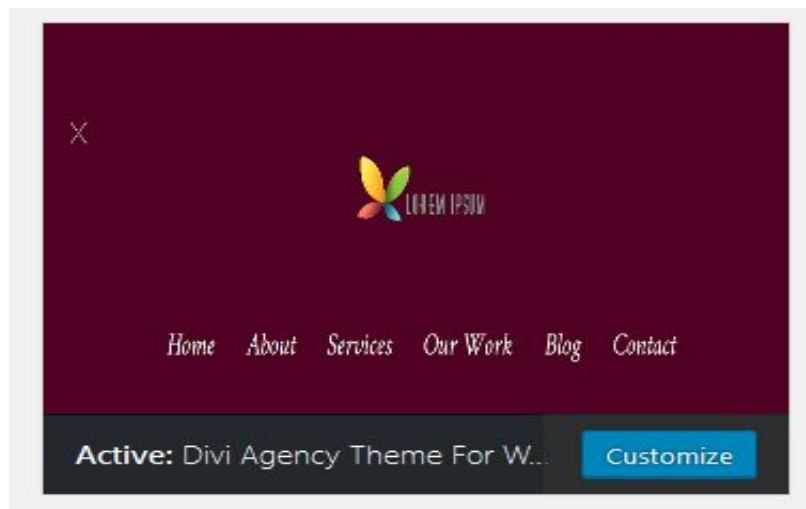 X
LOREM IPSUM
Home About Services Our Work Blog Contact
Active: Divi Agency Theme For W... Customize